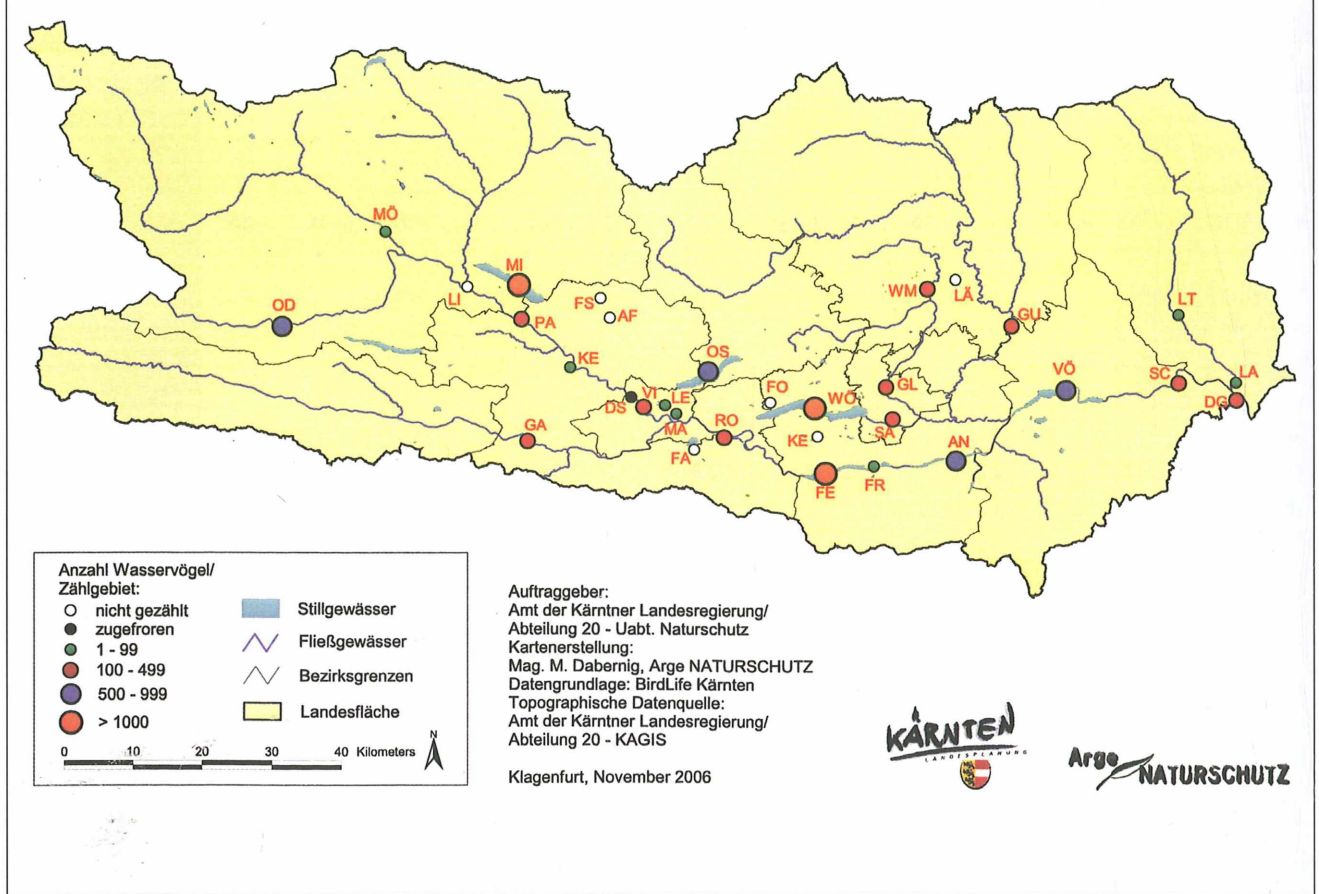 MÖ
MI
LI
FS
AF
WM
LÄ
OD
PA
GU
LT
KE
OS
VÖ
SC
LA
DG
FO
WÖ
GL
DS
VI
LE
MA
RO
SA
GA
FA
KE
AN
FE
FR
Anzahl Wasservögel/
Zählgebiet:
nicht gezählt
zugefroren
1 - 99
100 - 499
500 - 999
> 1000
Stillgewässer
Fließgewässer
Bezirksgrenzen
Landesfläche
0 10 20 30 40 Kilometers
N
Auftraggeber:
Amt der Kärntner Landesregierung/
Abteilung 20 - Uabt. Naturschutz
Kartenerstellung:
Mag. M. Dabernig, Arge NATURSCHUTZ
Datengrundlage: BirdLife Kärnten
Topographische Datenquelle:
Amt der Kärntner Landesregierung/
Abteilung 20 - KAGIS
Klagenfurt, November 2006
KÄRNTEN
LANDESPLANUNG
Arge NATURSCHUTZ